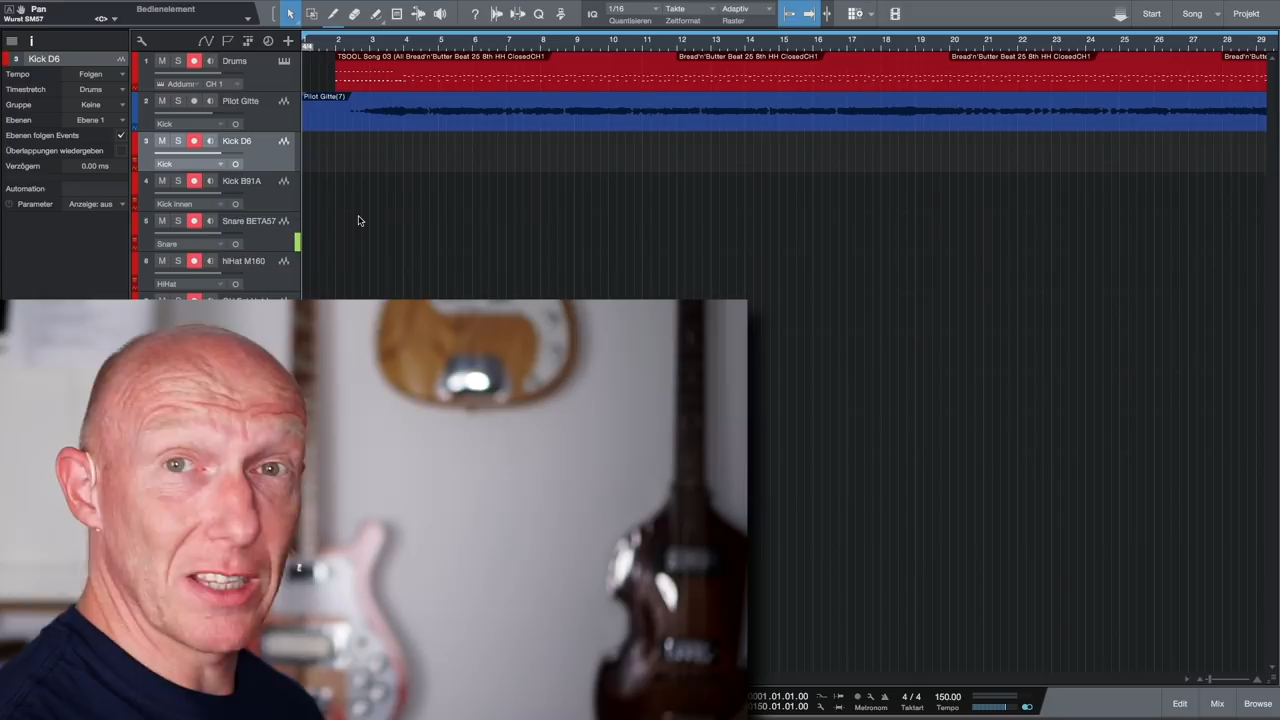 Pan
Wurst SM57
Bedienelement
IQ
1/16
Quantisieren
Takte
Zeitformat
Adaptiv
Raster
Start
Song
Projekt
3 Kick D6
Tempo Folgen
Timestretch Drums
Gruppe Keine
Ebenen Ebene 1
Ebenen folgen Events
Überlappungen wiedergeben
Verzögern 0.00 ms
Automation
Parameter Anzeige: aus
4/4
2 3 4 5 6 7 8 9 10 11 12 13 14 15 16 17 18 19 20 21 22 23 24 25 26 27 28 29
1 M S Drums
Addumr CH 1
2 M S Pilot Gitte
Kick
3 M S Kick D6
Kick
4 M S Kick B91A
Kick Innen
5 M S Snare BETA57
Snare
6 M S hiHat M160
HiHat
TSOOL Song 03 (All Bread'n'Butter Beat 25 8th HH ClosedCH1
Bread'n'Butter Beat 25 8th HH ClosedCH1
Bread'n'Butter Beat 25 8th HH ClosedCH1
Bread'n'Butte
Pilot Gitte(7)
0001.01.01.00
0150.01.01.00
Metronom
4 / 4
Taktart
150.00
Tempo
Edit
Mix
Browse